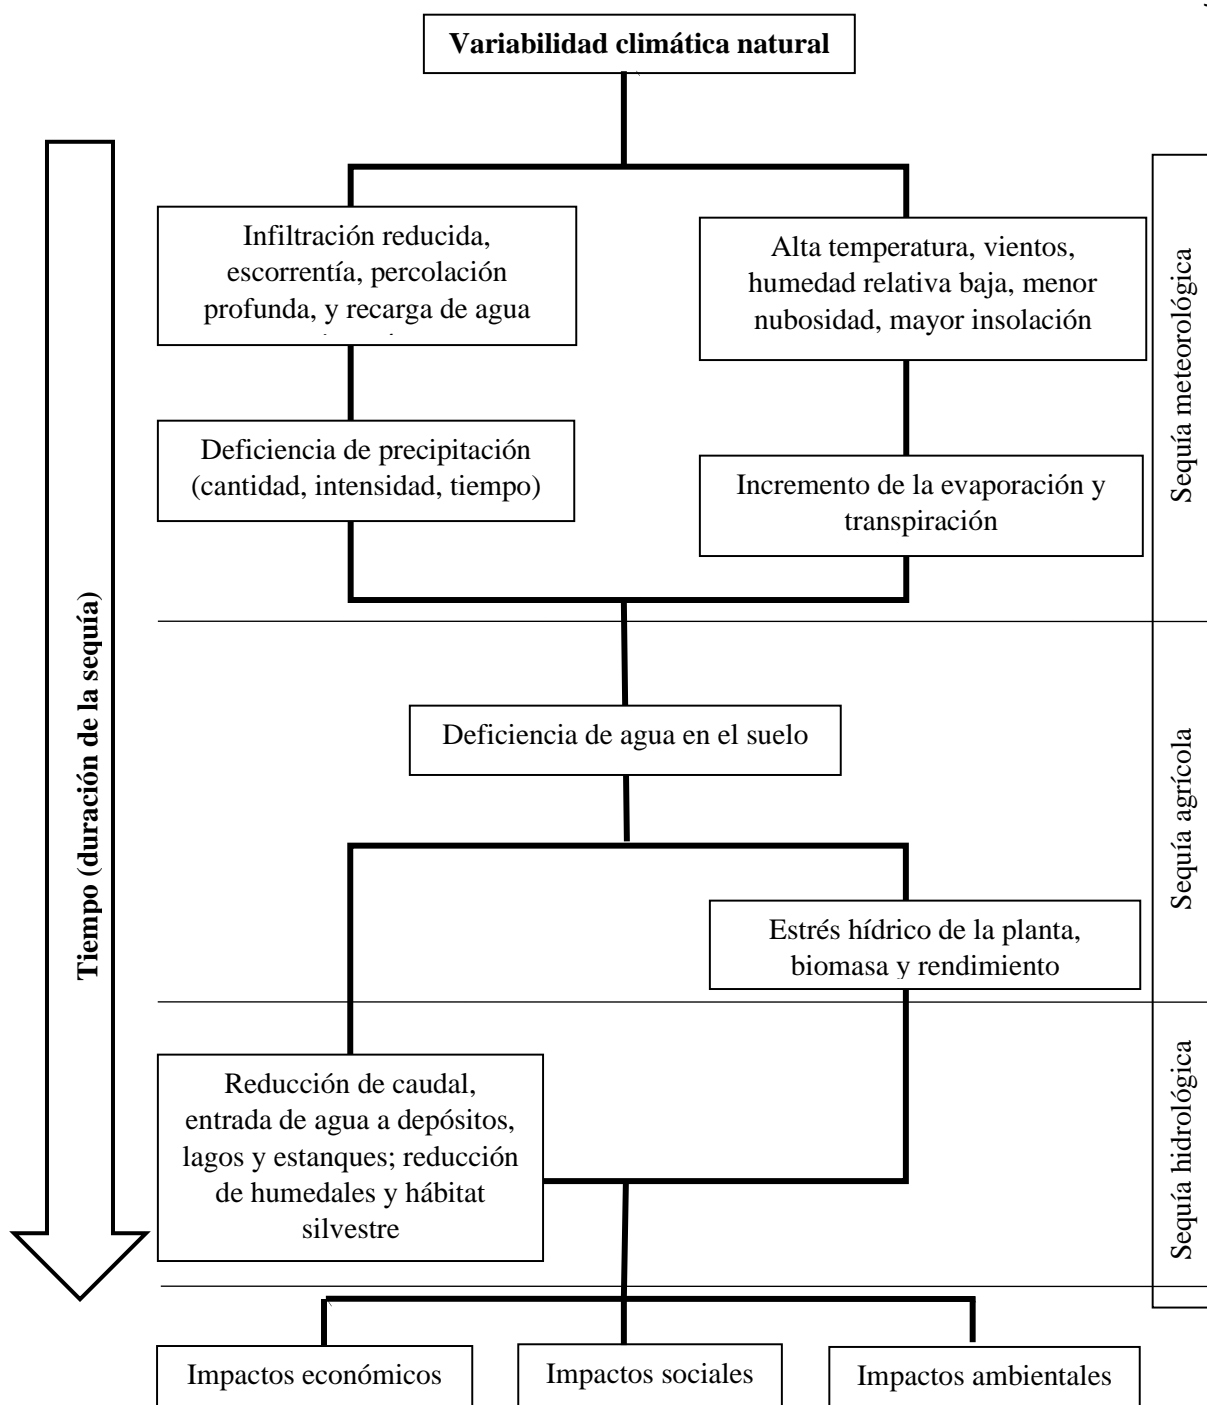 Variabilidad climática natural
Infiltración reducida,
escorrentía, percolación
profunda, y recarga de agua
Alta temperatura, vientos,
humedad relativa baja, menor
nubosidad, mayor insolación
Deficiencia de precipitación
(cantidad, intensidad, tiempo)
Incremento de la evaporación y
transpiración
Sequía meteorológica
Tiempo (duración de la sequía)
Deficiencia de agua en el suelo
Estrés hídrico de la planta,
biomasa y rendimiento
Sequía agrícola
Reducción de caudal,
entrada de agua a depósitos,
lagos y estanques; reducción
de humedales y hábitat
silvestre
Sequía hidrológica
Impactos económicos
Impactos sociales
Impactos ambientales